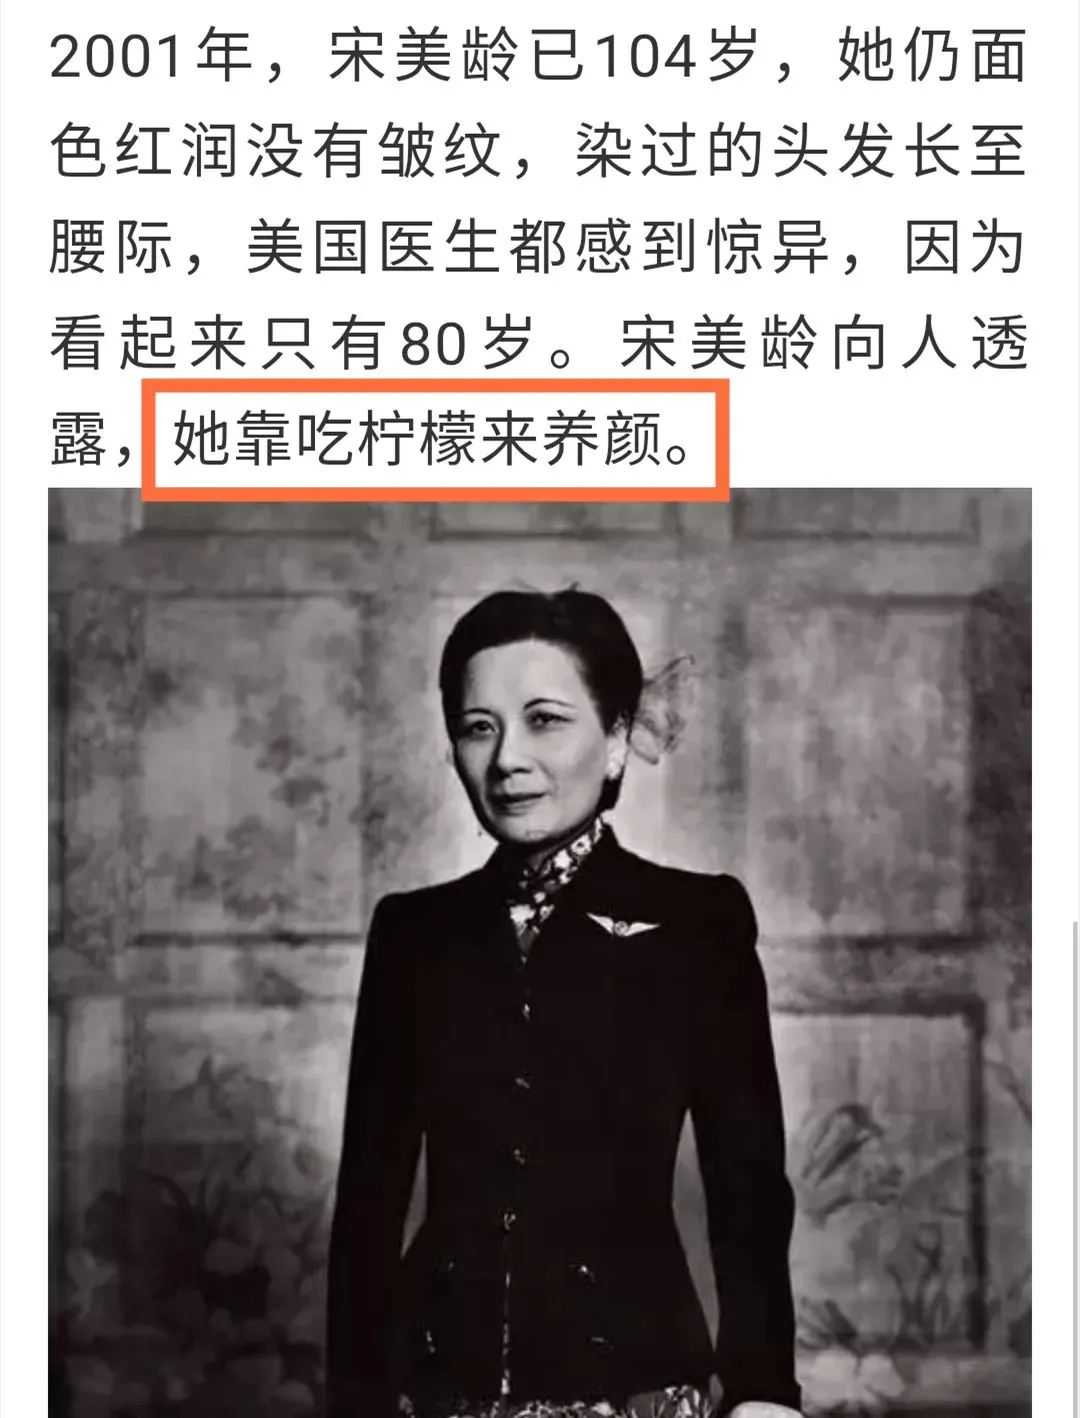 2001年，宋美龄已104岁，她仍面
色红润没有皱纹，染过的头发长至
腰际，美国医生都感到惊异，因为
看起来只有80岁。宋美龄向人透
露，她靠吃柠檬来养颜。